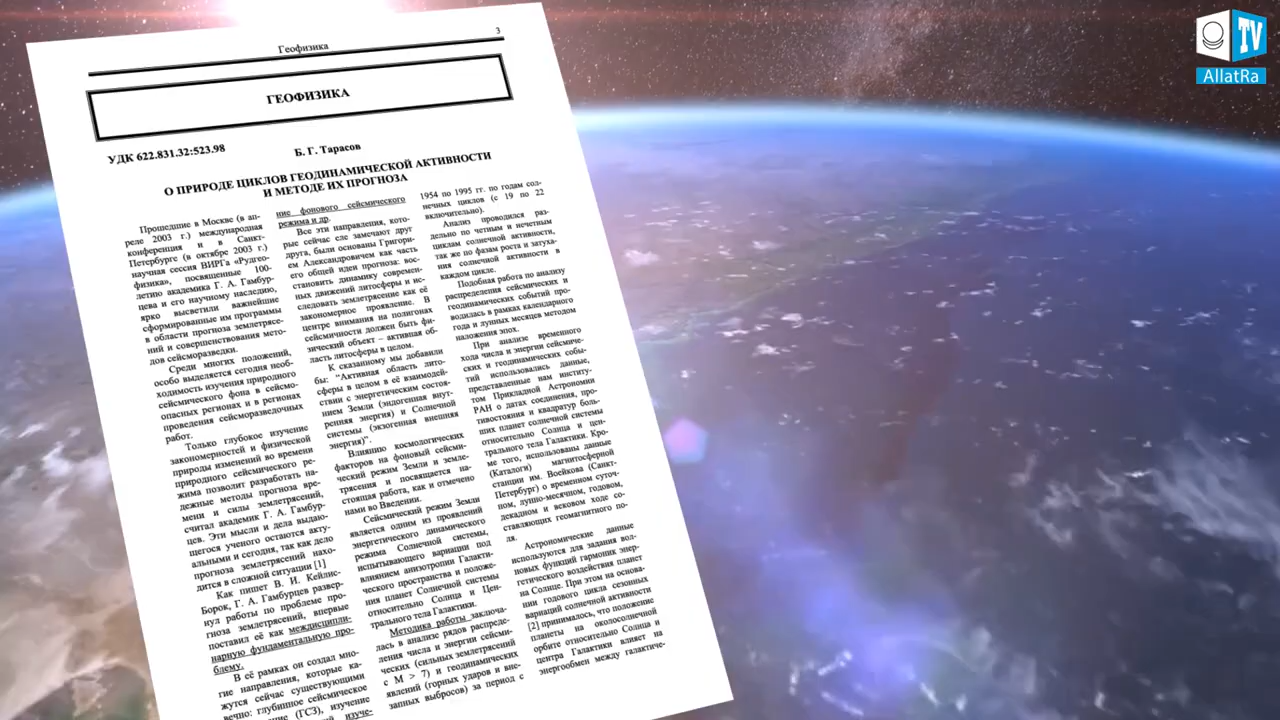 Геофизика
3
ГЕОФИЗИКА
УДК 622.831.32:523.98
Б. Г. Тарасов
О ПРИРОДЕ ЦИКЛОВ ГЕОДИНАМИЧЕСКОЙ АКТИВНОСТИ
И МЕТОДЕ ИХ ПРОГНОЗА
Прошедшие в Москве (в ап-
реле 2003 г.) международная
конференция и в Санкт-
Петербурге (в октябре 2003 г.)
научная сессия ВИРГа «Рудгео-
физика», посвященные 100-
летию академика Г. А. Гамбур-
цева и его научному наследию,
ярко высветили важнейшие
сформированные им программы
в области прогноза землетрясе-
ний и совершенствования мето-
дов сейсморазведки.
Среди многих положений,
особо выделяется сегодня необ-
ходимость изучения природного
сейсмического фона в сейсмо-
опасных регионах и в регионах
проведения сейсморазведочных
работ.
Только глубокое изучение
закономерностей и физической
природы изменений во времени
природного сейсмического ре-
жима позволит разработать на-
дежные методы прогноза вре-
мени и силы землетрясений,
считал академик Г. А. Гамбур-
цев. Эти мысли и дела выдаю-
щегося ученого остаются акту-
альными и сегодня, так как дело
прогноза землетрясений нахо-
дится в сложной ситуации [1]
Как пишет В. И. Кейлис-
Борок, Г. А. Гамбурцев развер-
нул работы по проблеме про-
гноза землетрясений, впервые
поставил её как междисципли-
нарную фундаментальную про-
блему.
В её рамках он создал мно-
гие направления, которые ка-
жутся сейчас существующими
вечно: глубинное сейсмическое
ние (ГСЗ), изучение
изуче-
ние фонового сейсмического
режима и др.
Все эти направления, кото-
рые сейчас еле замечают друг
друга, были основаны Григори-
ем Александровичем как часть
его общей идеи прогноза: вос-
становить динамику современ-
ных движений литосферы и ис-
следовать землетрясение как её
закономерное проявление. В
центре внимания на полигонах
сейсмичности должен быть фи-
зический объект – активная об-
ласть литосферы в целом.
К сказанному мы добавили
бы: "Активная область лито-
сферы в целом в её взаимодей-
ствии с энергетическим состоя-
нием Земли (эндогенная внут-
ренняя энергия) и Солнечной
системы (экзогенная внешняя
энергия)".
Влиянию космологических
факторов на фоновый сейсми-
ческий режим Земли и земле-
трясения и посвящается на-
стоящая работа, как и отмечено
нами во Введении.
Сейсмический режим Земли
является одним из проявлений
энергетического динамического
режима Солнечной системы,
испытывающего вариации под
влиянием анизотропии Галакти-
ческого пространства и положе-
ния планет Солнечной системы
относительно Солнца и Цен-
трального тела Галактики.
Методика работы заключа-
лась в анализе рядов распреде-
ления числа и энергии сейсми-
ческих (сильных землетрясений
с М > 7) и геодинамических
явлений (горных ударов и вне-
запных выбросов) за период с
1954 по 1995 гг. по годам сол-
нечных циклов (с 19 по 22
включительно).
Анализ проводился раз-
дельно по четным и нечетным
циклам солнечной активности,
так же по фазам роста и затуха-
ния солнечной активности в
каждом цикле.
Подобная работа по анализу
распределения сейсмических и
геодинамических событий про-
водилась в рамках календарного
года и лунных месяцев методом
наложения эпох.
При анализе временного
хода числа и энергии сейсмиче-
ских и геодинамических собы-
тий использовались данные,
представленные нам институ-
том Прикладной Астрономии
РАН о датах соединения, про-
тивостояния и квадратур боль-
ших планет солнечной системы
относительно Солнца и цен-
трального тела Галактики. Кро-
ме того, использованы данные
(Каталоги) магнитосферной
станции им. Воейкова (Санкт-
Петербург) о временном суточ-
ном, лунно-месячном, годовом,
декадном и вековом ходе со-
ставляющих геомагнитного по-
ля.
Астрономические данные
используются для задания вол-
новых функций гармоник энер-
гетического воздействия планет
на Солнце. При этом на основа-
нии годового цикла сезонных
вариаций солнечной активности
[2] принималось, что положение
планеты на околосолнечной
орбите относительно Солнца и
центра Галактики влияет на
энергообмен между галактиче-
TV
AllatRa